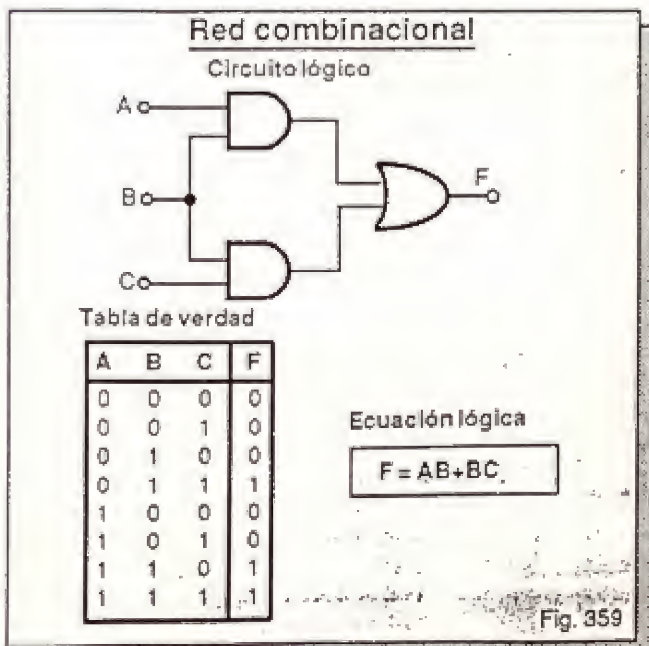 Red combinacional
Circuito lógico
A
B
C
F
Tabla de verdad
A B C F
0 0 0 0
0 0 1 0
0 1 0 0
0 1 1 1
1 0 0 0
1 0 1 0
1 1 0 1
1 1 1 1
Ecuación lógica
F = AB+BC
Fig. 359